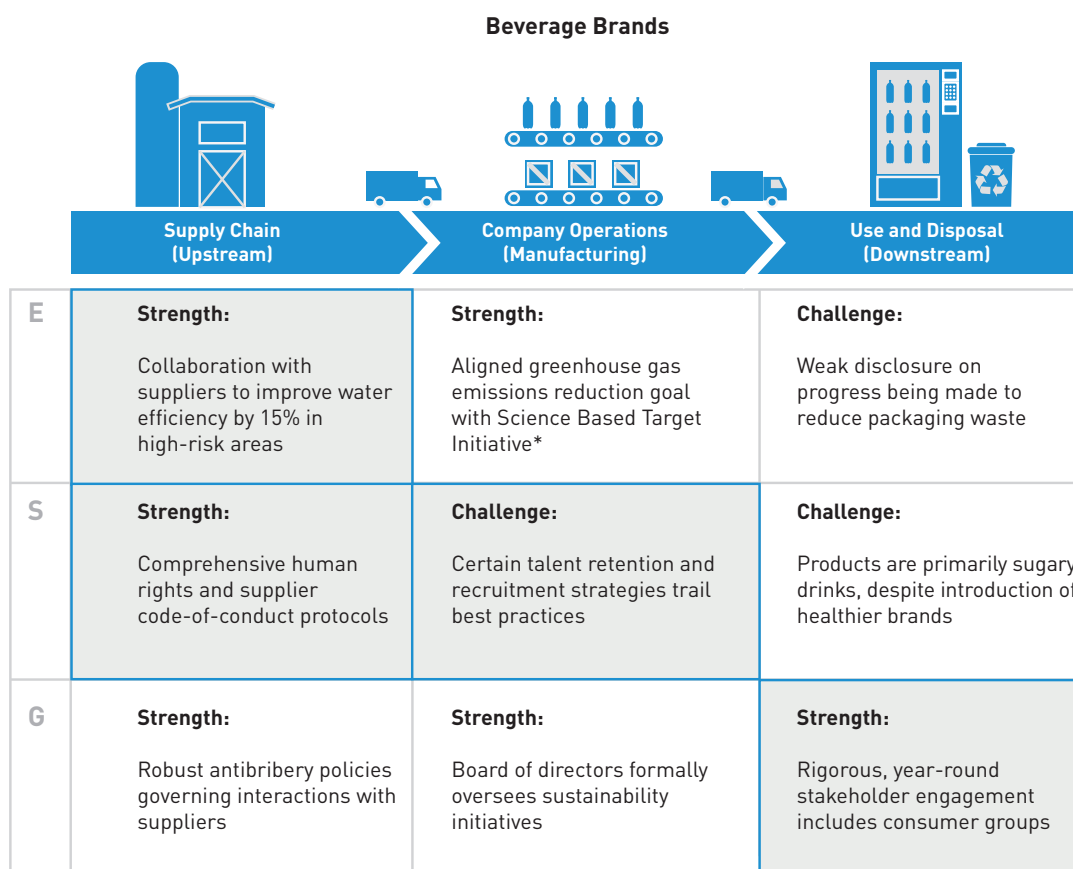 Beverage Brands
Supply Chain
(Upstream)
Company Operations
(Manufacturing)
Use and Disposal
(Downstream)
E
Strength:
Collaboration with
suppliers to improve water
efficiency by 15% in
high-risk areas
Strength:
Aligned greenhouse gas
emissions reduction goal
with Science Based Target
Initiative*
Challenge:
Weak disclosure on
progress being made to
reduce packaging waste
S
Strength:
Comprehensive human
rights and supplier
code-of-conduct protocols
Challenge:
Certain talent retention and
recruitment strategies trail
best practices
Challenge:
Products are primarily sugary
drinks, despite introduction of
healthier brands
G
Strength:
Robust antibribery policies
governing interactions with
suppliers
Strength:
Board of directors formally
oversees sustainability
initiatives
Strength:
Rigorous, year-round
stakeholder engagement
includes consumer groups